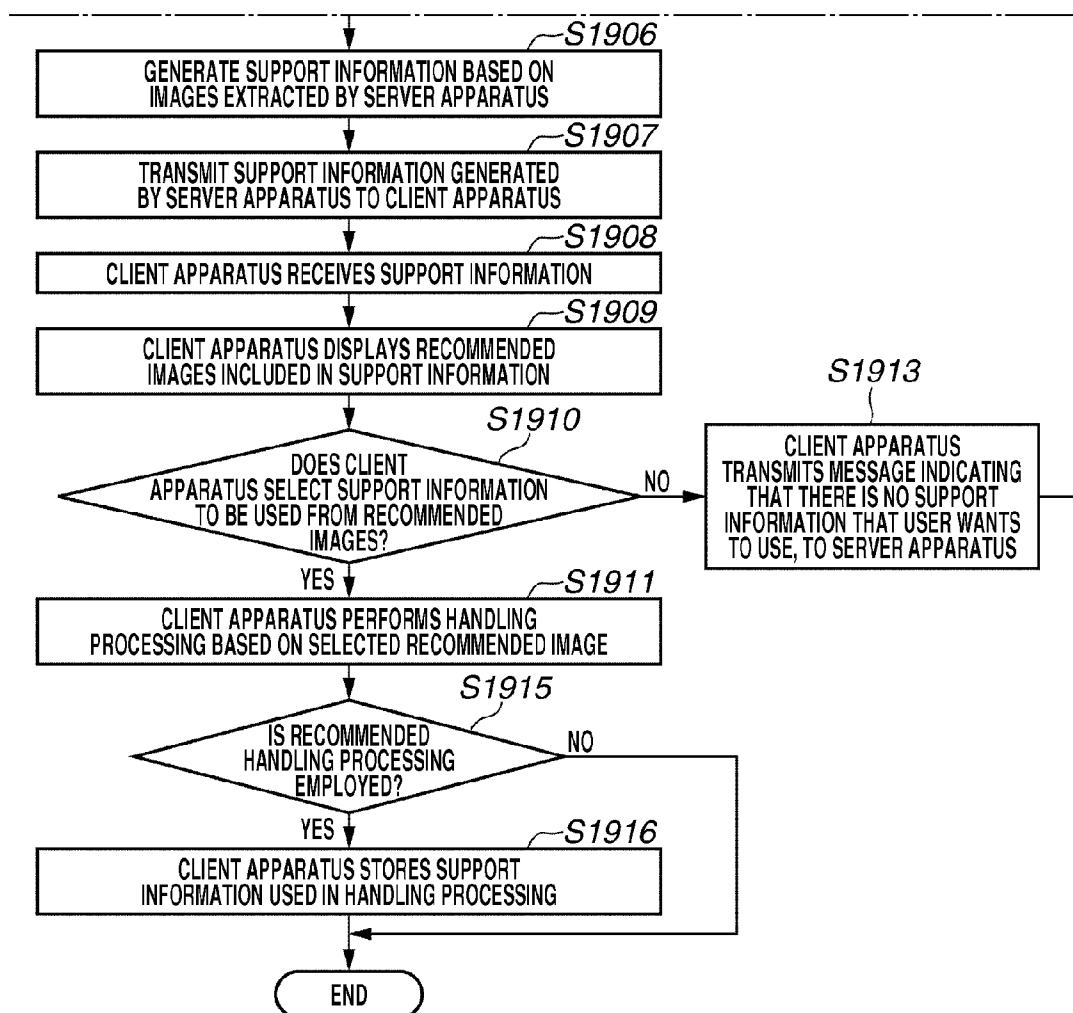 S1906
GENERATE SUPPORT INFORMATION BASED ON
IMAGES EXTRACTED BY SERVER APPARATUS
S1907
TRANSMIT SUPPORT INFORMATION GENERATED
BY SERVER APPARATUS TO CLIENT APPARATUS
S1908
CLIENT APPARATUS RECEIVES SUPPORT INFORMATION
S1909
CLIENT APPARATUS DISPLAYS RECOMMENDED
IMAGES INCLUDED IN SUPPORT INFORMATION
S1910
DOES CLIENT
APPARATUS SELECT SUPPORT INFORMATION
TO BE USED FROM RECOMMENDED
IMAGES?
NO
S1913
CLIENT APPARATUS
TRANSMITS MESSAGE INDICATING
THAT THERE IS NO SUPPORT
INFORMATION THAT USER WANTS
TO USE, TO SERVER APPARATUS
YES
S1911
CLIENT APPARATUS PERFORMS HANDLING
PROCESSING BASED ON SELECTED RECOMMENDED IMAGE
S1915
IS RECOMMENDED
HANDLING PROCESSING
EMPLOYED?
NO
YES
S1916
CLIENT APPARATUS STORES SUPPORT
INFORMATION USED IN HANDLING PROCESSING
END